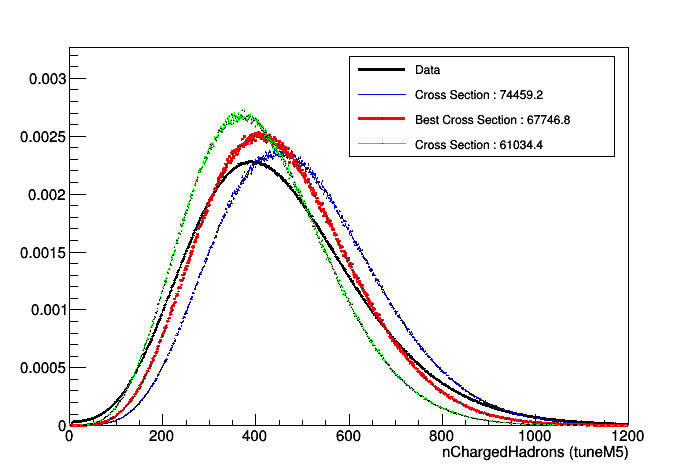 0.003
0.0025
0.002
0.0015
0.001
0.0005
0
Data
Cross Section : 74459.2
Best Cross Section : 67746.8
Cross Section : 61034.4
0 200 400 600 800 1000 1200
nChargedHadrons (tuneM5)